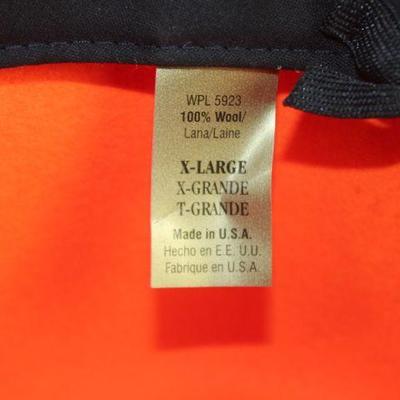 WPL 5923
100% Wool/
Lana/Laine
X-LARGE
X-GRANDE
T-GRANDE
Made in U.S.A.
Hecho en E.E. U.U.
Fabrique en U.S.A.